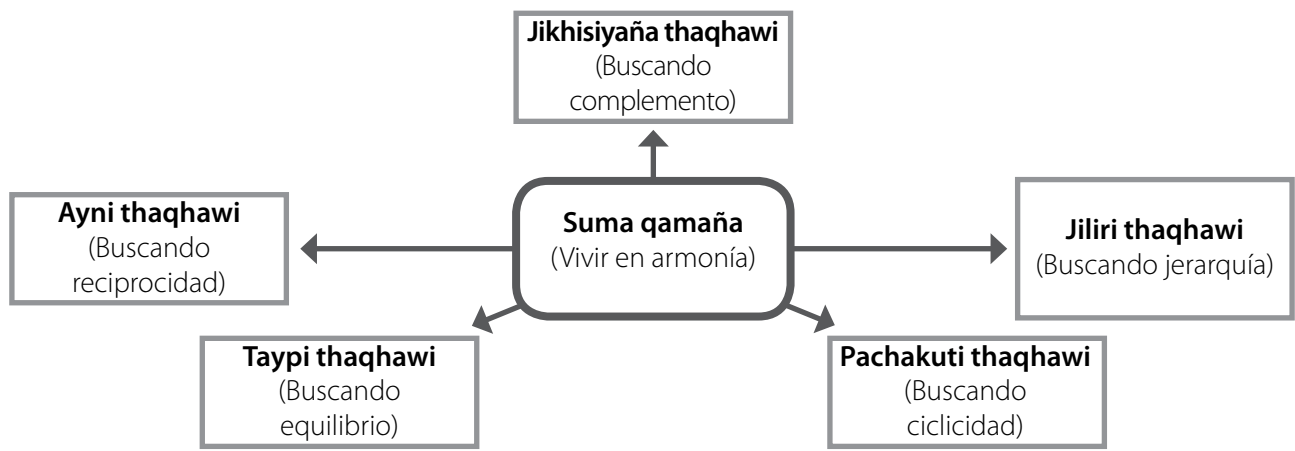 Jikhisiyaña thaqhawi
(Buscando
complemento)
Ayni thaqhawi
(Buscando
reciprocidad)
Suma qamaña
(Vivir en armonía)
Jiliri thaqhawi
(Buscando jerarquía)
Taypi thaqhawi
(Buscando
equilibrio)
Pachakuti thaqhawi
(Buscando
ciclicidad)